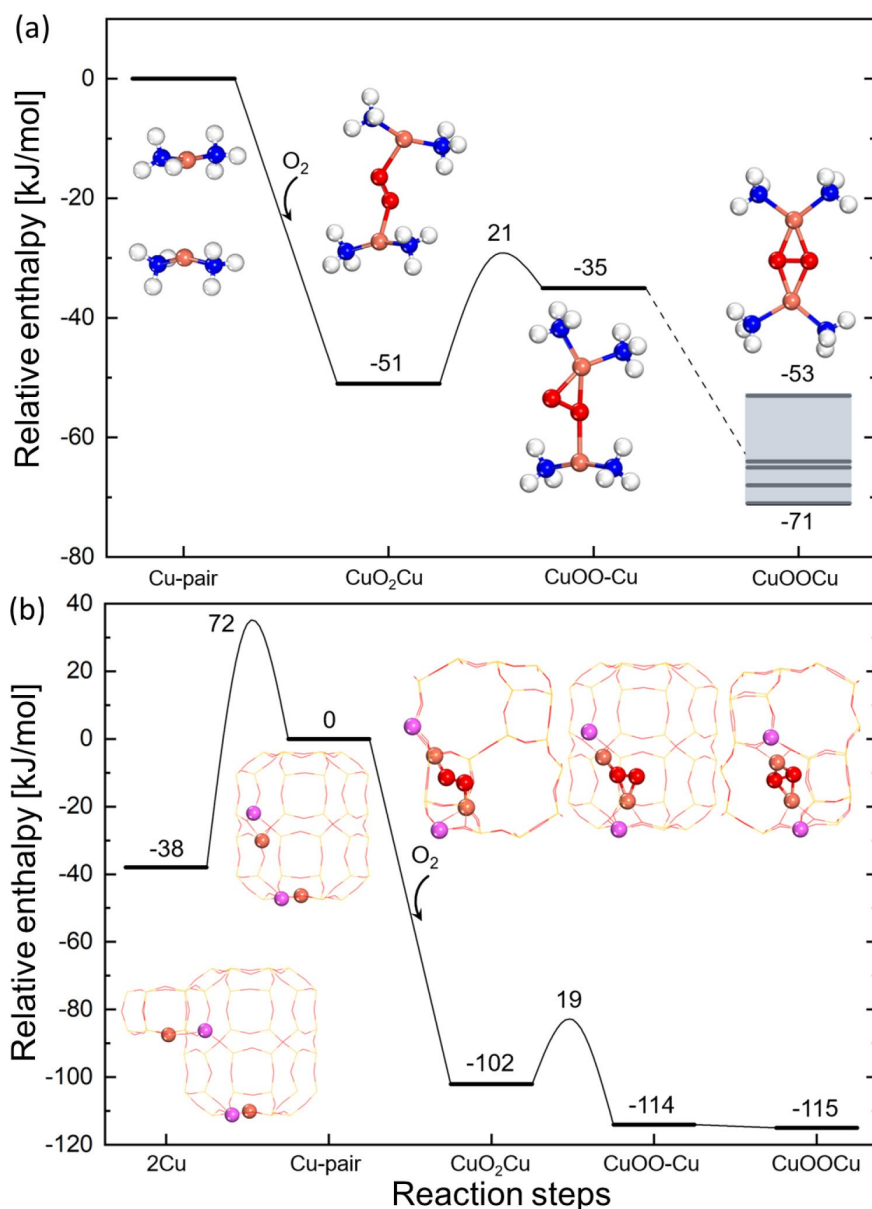 (a)
Relative enthalpy [kJ/mol]
0
-20
-40
-60
-80
O₂
-51
21
-35
-53
-71
Cu-pair
CuO₂Cu
CuOO-Cu
CuOOCu
(b)
Relative enthalpy [kJ/mol]
40
20
0
-20
-40
-60
-80
-100
-120
72
0
-38
O₂
-102
19
-114
-115
2Cu
Cu-pair
CuO₂Cu
CuOO-Cu
CuOOCu
Reaction steps